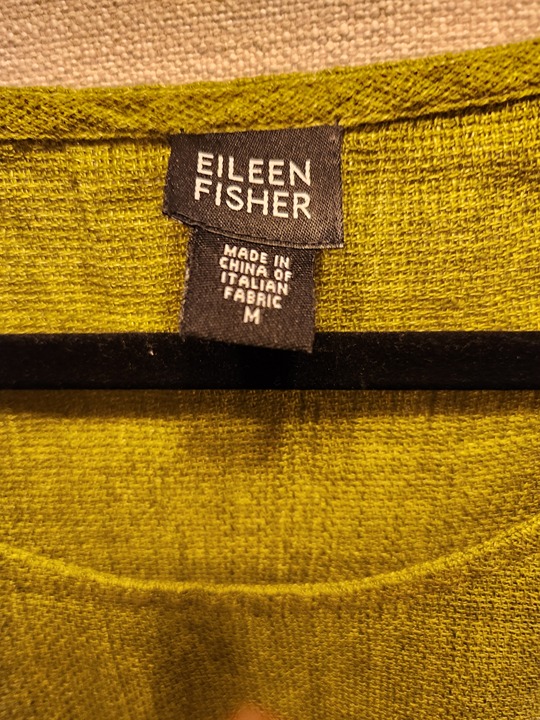 EILEEN
FISHER
MADE IN
CHINA OF
ITALIAN
FABRIC
M